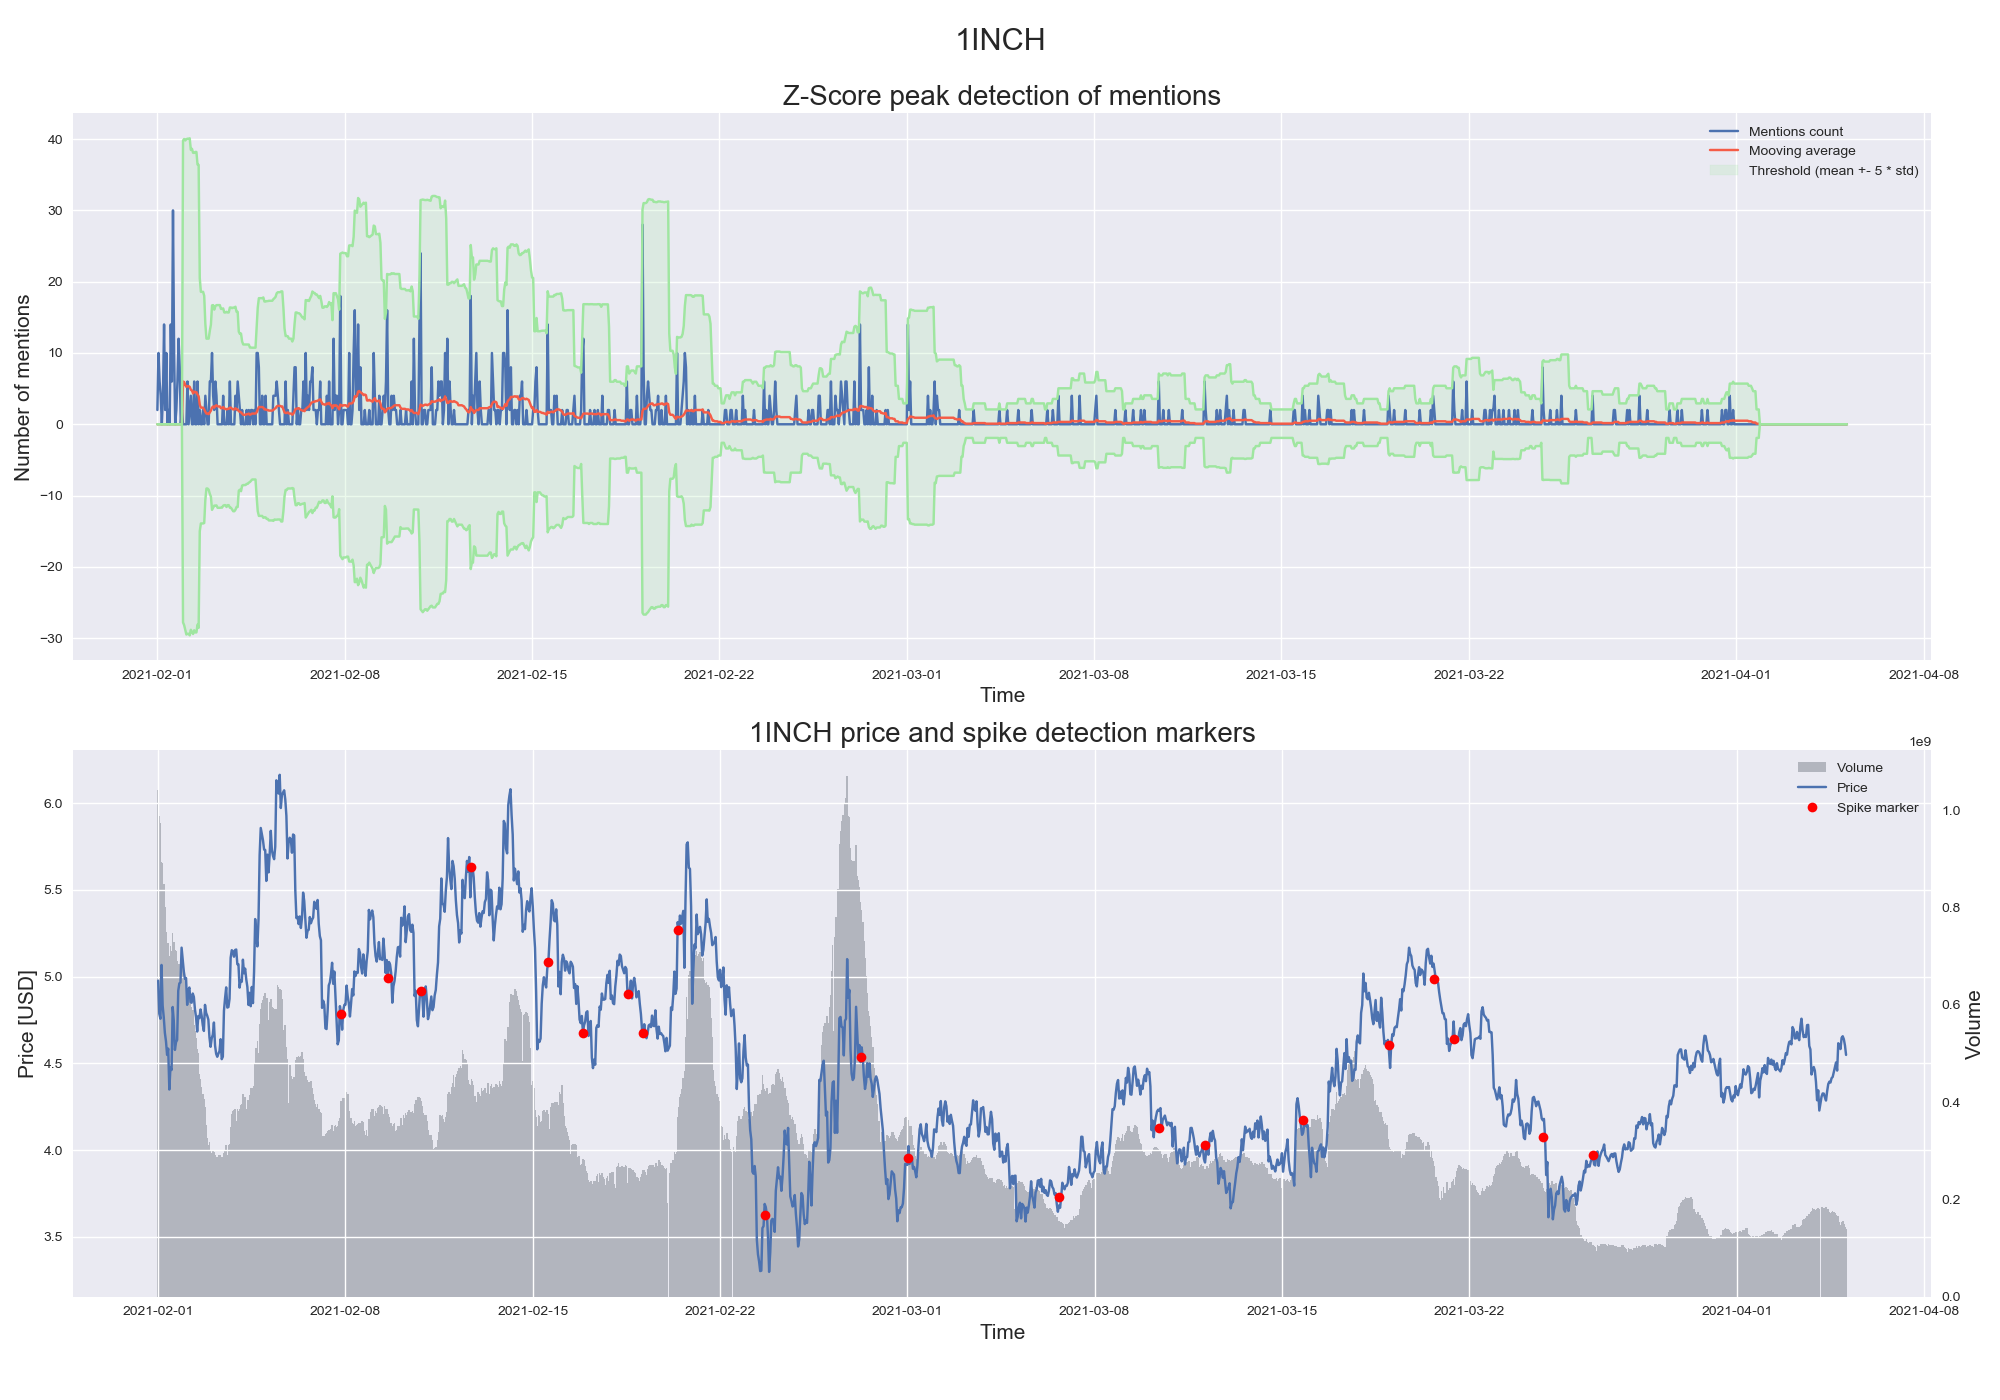 1INCH
Z-Score peak detection of mentions
Mentions count
Mooving average
Threshold (mean +- 5 * std)
Number of mentions
40
30
20
10
0
−10
−20
−30
2021-02-01 2021-02-08 2021-02-15 2021-02-22 2021-03-01 2021-03-08 2021-03-15 2021-03-22 2021-04-01 2021-04-08
Time
1INCH price and spike detection markers
1e9
Volume
Price
Spike marker
Price [USD]
6.0
5.5
5.0
4.5
4.0
3.5
1.0
0.8
0.6
0.4
0.2
0.0
Volume
2021-02-01 2021-02-08 2021-02-15 2021-02-22 2021-03-01 2021-03-08 2021-03-15 2021-03-22 2021-04-01 2021-04-08
Time